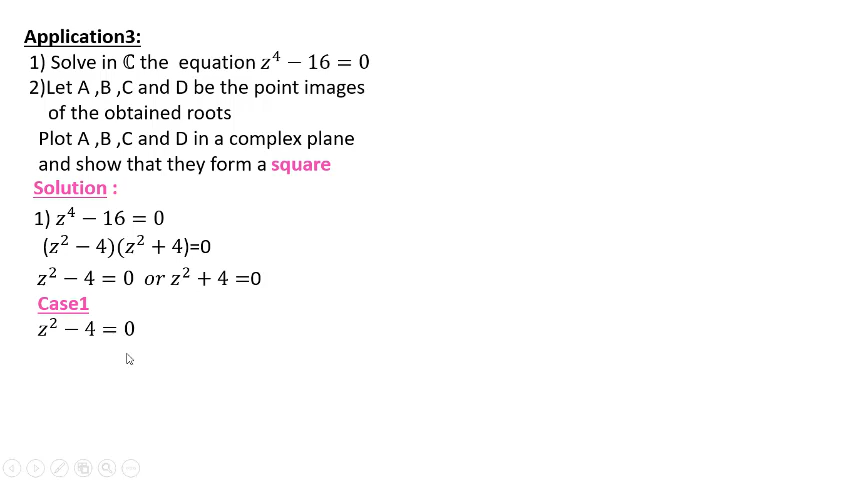 Application3:
1) Solve in ℂ the equation z⁴ − 16 = 0
2)Let A ,B ,C and D be the point images
of the obtained roots
Plot A ,B ,C and D in a complex plane
and show that they form a square
Solution :
1) z⁴ − 16 = 0
(z² − 4)(z² + 4)=0
z² − 4 = 0 or z² + 4 =0
Case1
z² − 4 = 0